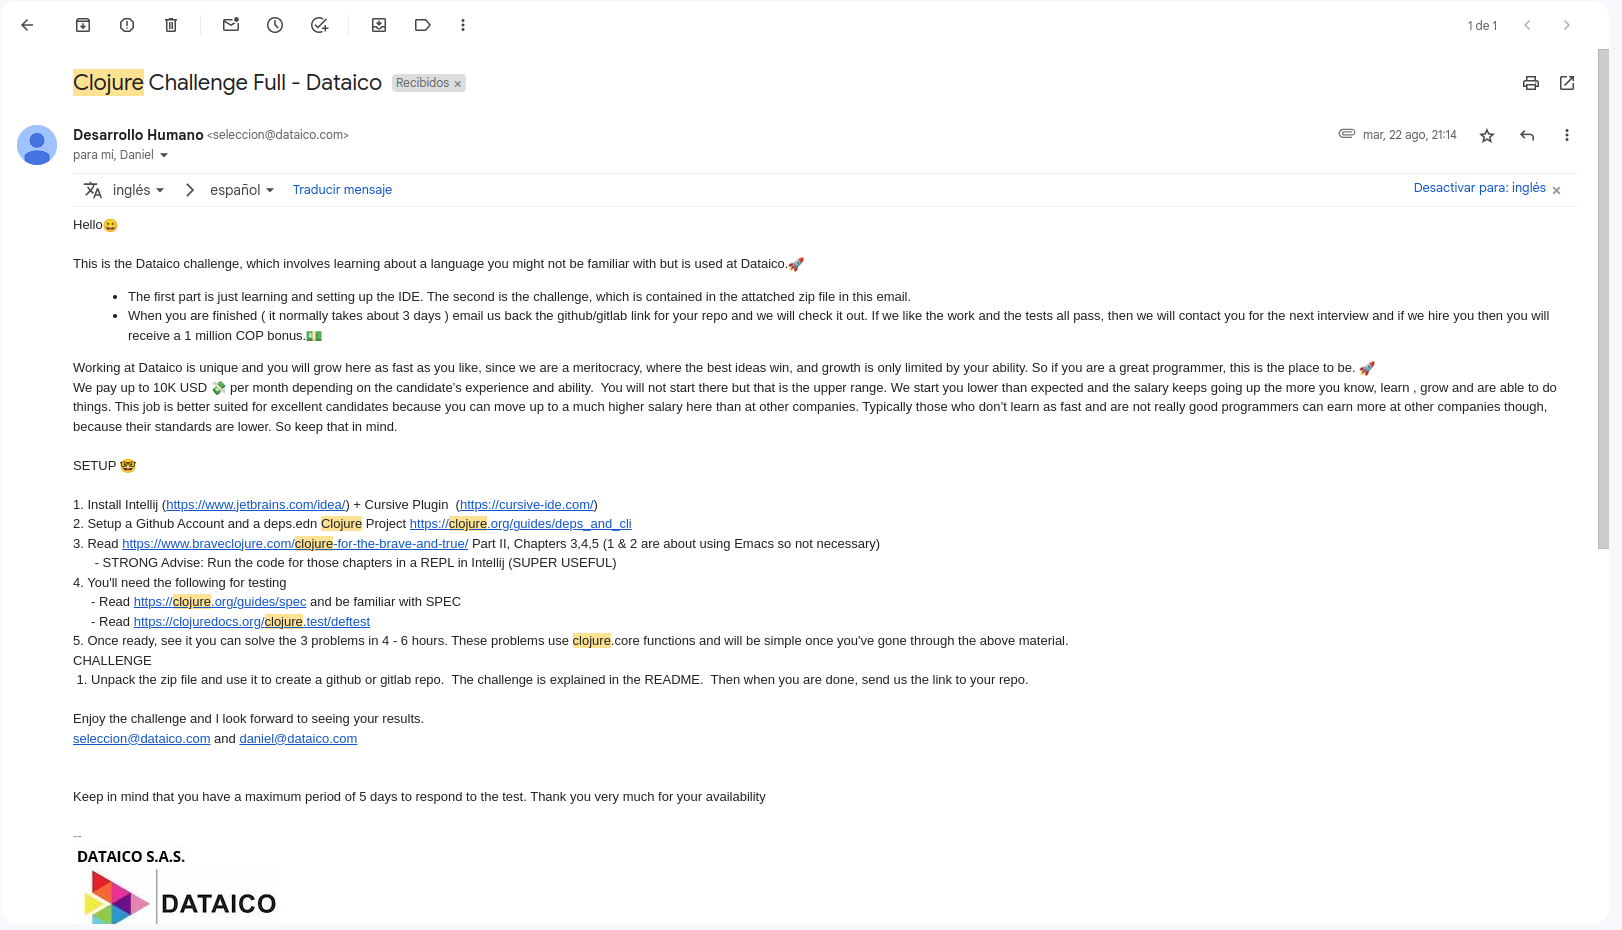 1 de 1
Clojure Challenge Full - Dataico Recibidos ×
Desarrollo Humano <seleccion@dataico.com>
mar, 22 ago, 21:14
para mí, Daniel
inglés > español Traducir mensaje
Desactivar para: inglés ×
Hello😀
This is the Dataico challenge, which involves learning about a language you might not be familiar with but is used at Dataico.🚀
• The first part is just learning and setting up the IDE. The second is the challenge, which is contained in the attatched zip file in this email.
• When you are finished ( it normally takes about 3 days ) email us back the github/gitlab link for your repo and we will check it out. If we like the work and the tests all pass, then we will contact you for the next interview and if we hire you then you will
receive a 1 million COP bonus.💵
Working at Dataico is unique and you will grow here as fast as you like, since we are a meritocracy, where the best ideas win, and growth is only limited by your ability. So if you are a great programmer, this is the place to be. 🚀
We pay up to 10K USD 💸 per month depending on the candidate's experience and ability.  You will not start there but that is the upper range. We start you lower than expected and the salary keeps going up the more you know, learn , grow and are able to do
things. This job is better suited for excellent candidates because you can move up to a much higher salary here than at other companies. Typically those who don't learn as fast and are not really good programmers can earn more at other companies though,
because their standards are lower. So keep that in mind.
SETUP 🤓
1. Install Intellij (https://www.jetbrains.com/idea/) + Cursive Plugin  (https://cursive-ide.com/)
2. Setup a Github Account and a deps.edn Clojure Project https://clojure.org/guides/deps_and_cli
3. Read https://www.braveclojure.com/clojure-for-the-brave-and-true/ Part II, Chapters 3,4,5 (1 & 2 are about using Emacs so not necessary)
- STRONG Advise: Run the code for those chapters in a REPL in Intellij (SUPER USEFUL)
4. You'll need the following for testing
- Read https://clojure.org/guides/spec and be familiar with SPEC
- Read https://clojuredocs.org/clojure.test/deftest
5. Once ready, see it you can solve the 3 problems in 4 - 6 hours. These problems use clojure.core functions and will be simple once you've gone through the above material.
CHALLENGE
1. Unpack the zip file and use it to create a github or gitlab repo.  The challenge is explained in the README.  Then when you are done, send us the link to your repo.
Enjoy the challenge and I look forward to seeing your results.
seleccion@dataico.com and daniel@dataico.com
Keep in mind that you have a maximum period of 5 days to respond to the test. Thank you very much for your availability
--
DATAICO S.A.S.
DATAICO